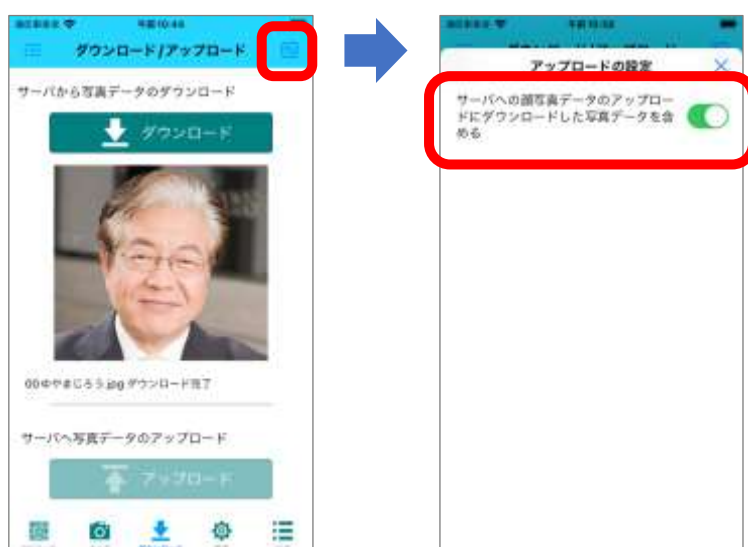 午前10:48
ダウンロード/アップロード
サーバから写真データのダウンロード
ダウンロード
00ゆやまじろう.jpg ダウンロード完了
サーバへ写真データのアップロード
アップロード
アップロードの設定
サーバへの顔写真データのアップロー
ドにダウンロードした写真データを含
める